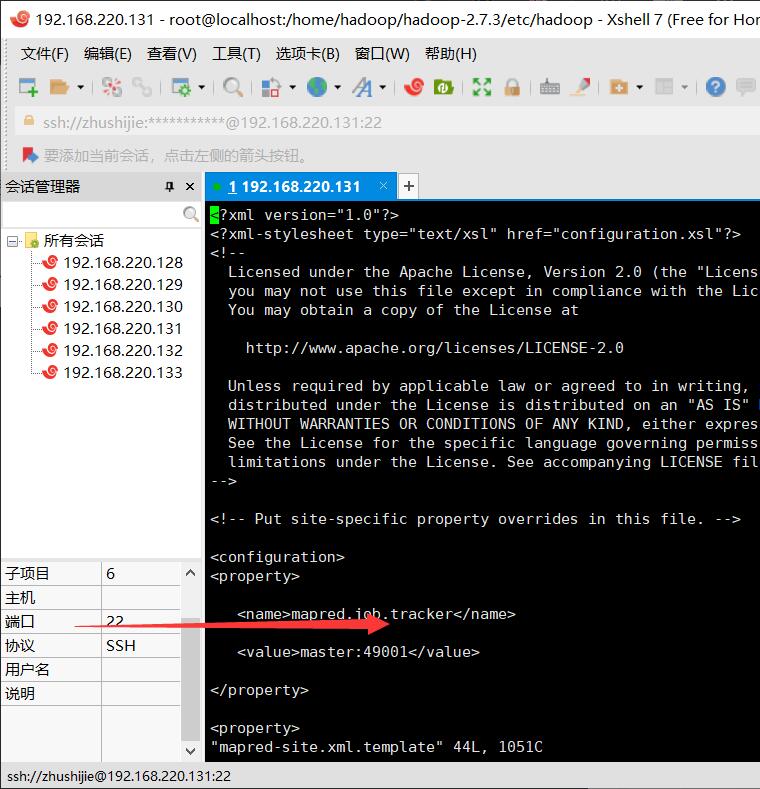 192.168.220.131 - root@localhost:/home/hadoop/hadoop-2.7.3/etc/hadoop - Xshell 7 (Free for Hom
文件(F) 编辑(E) 查看(V) 工具(T) 选项卡(B) 窗口(W) 帮助(H)
ssh://zhushijie:***********@192.168.220.131:22
要添加当前会话，点击左侧的箭头按钮。
会话管理器
1 192.168.220.131
所有会话
192.168.220.128
192.168.220.129
192.168.220.130
192.168.220.131
192.168.220.132
192.168.220.133
子项目 6
主机
端口 22
协议 SSH
用户名
说明
<?xml version="1.0"?>
<?xml-stylesheet type="text/xsl" href="configuration.xsl"?>
<!--
Licensed under the Apache License, Version 2.0 (the "Licens
you may not use this file except in compliance with the Lic
You may obtain a copy of the License at
http://www.apache.org/licenses/LICENSE-2.0
Unless required by applicable law or agreed to in writing,
distributed under the License is distributed on an "AS IS"
WITHOUT WARRANTIES OR CONDITIONS OF ANY KIND, either expres
See the License for the specific language governing permiss
limitations under the License. See accompanying LICENSE fil
-->
<!-- Put site-specific property overrides in this file. -->
<configuration>
<property>
<name>mapred.job.tracker</name>
<value>master:49001</value>
</property>
<property>
"mapred-site.xml.template" 44L, 1051C
ssh://zhushijie@192.168.220.131:22